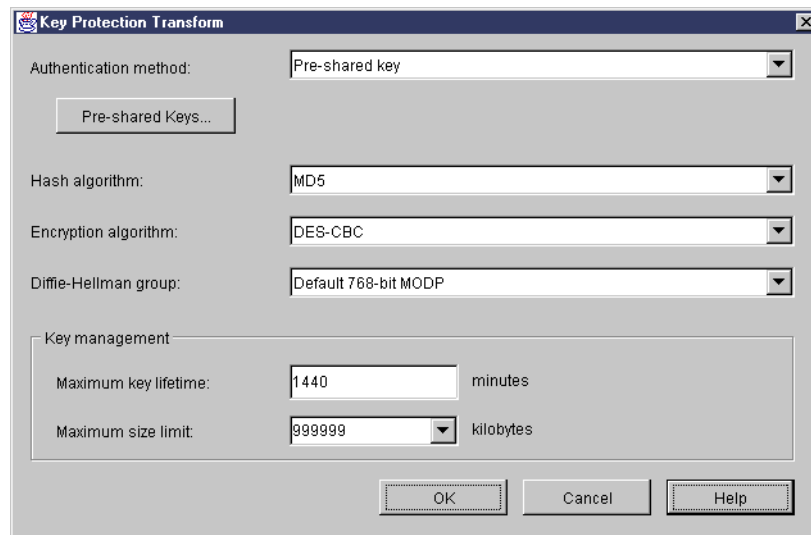 Key Protection Transform
Authentication method: Pre-shared key
Pre-shared Keys...
Hash algorithm: MD5
Encryption algorithm: DES-CBC
Diffie-Hellman group: Default 768-bit MODP
Key management
Maximum key lifetime: 1440 minutes
Maximum size limit: 999999 kilobytes
OK Cancel Help